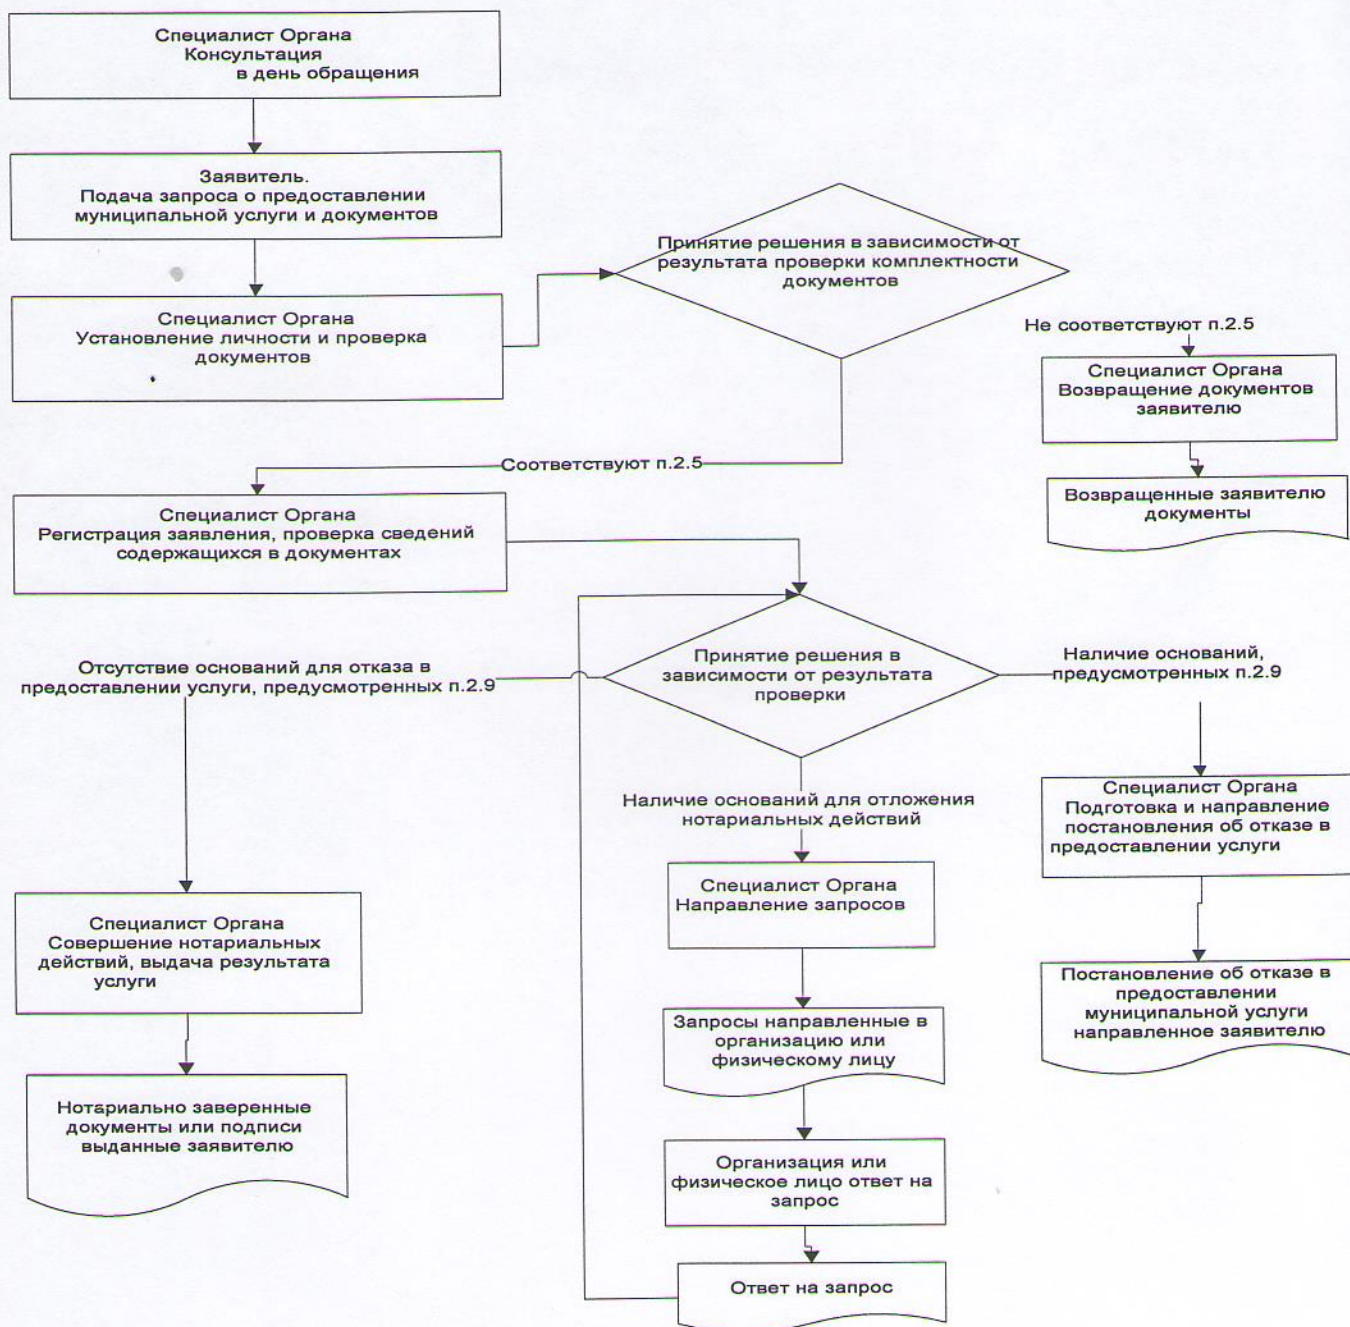 Специалист Органа
Консультация
в день обращения
Заявитель.
Подача запроса о предоставлении
муниципальной услуги и документов
Специалист Органа
Установление личности и проверка
документов
Принятие решения в зависимости от
результата проверки комплектности
документов
Не соответствуют п.2.5
Специалист Органа
Возвращение документов
заявителю
Возвращенные заявителю
документы
Соответствуют п.2.5
Специалист Органа
Регистрация заявления, проверка сведений
содержащихся в документах
Принятие решения в
зависимости от результата
проверки
Отсутствие оснований для отказа в
предоставлении услуги, предусмотренных п.2.9
Специалист Органа
Совершение нотариальных
действий, выдача результата
услуги
Нотариально заверенные
документы или подписи
выданные заявителю
Наличие оснований для отложения
нотариальных действий
Специалист Органа
Направление запросов
Запросы направленные в
организацию или
физическому лицу
Организация или
физическое лицо ответ на
запрос
Ответ на запрос
Наличие оснований,
предусмотренных п.2.9
Специалист Органа
Подготовка и направление
постановления об отказе в
предоставлении услуги
Постановление об отказе в
предоставлении
муниципальной услуги
направленное заявителю